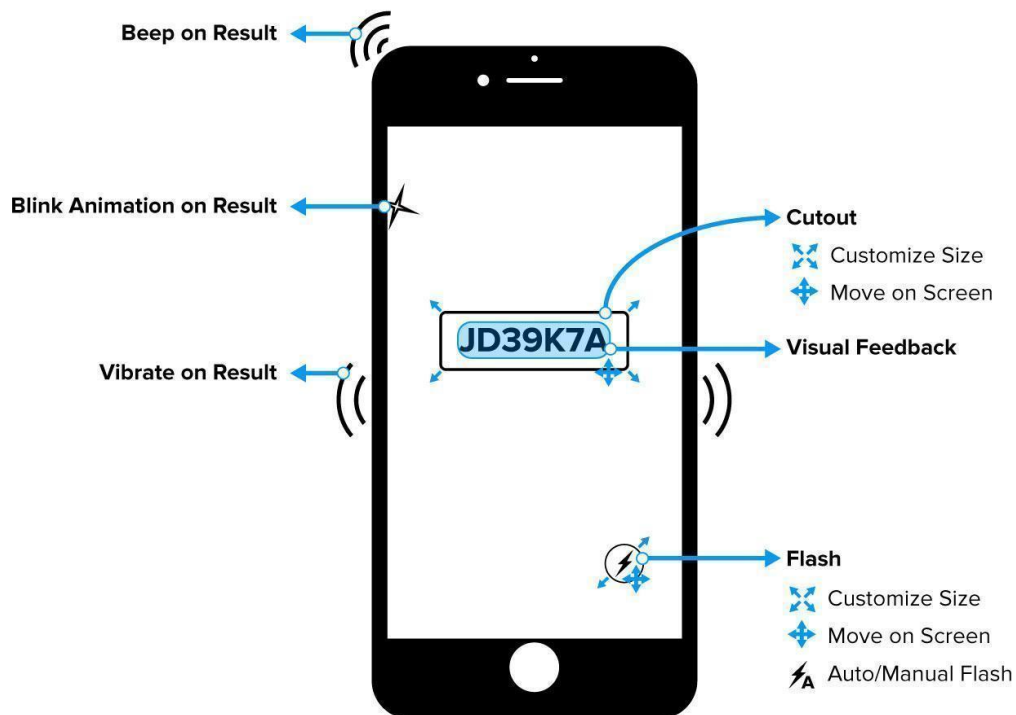 Beep on Result
Blink Animation on Result
Cutout
Customize Size
Move on Screen
JD39K7A
Visual Feedback
Vibrate on Result
Flash
Customize Size
Move on Screen
A Auto/Manual Flash